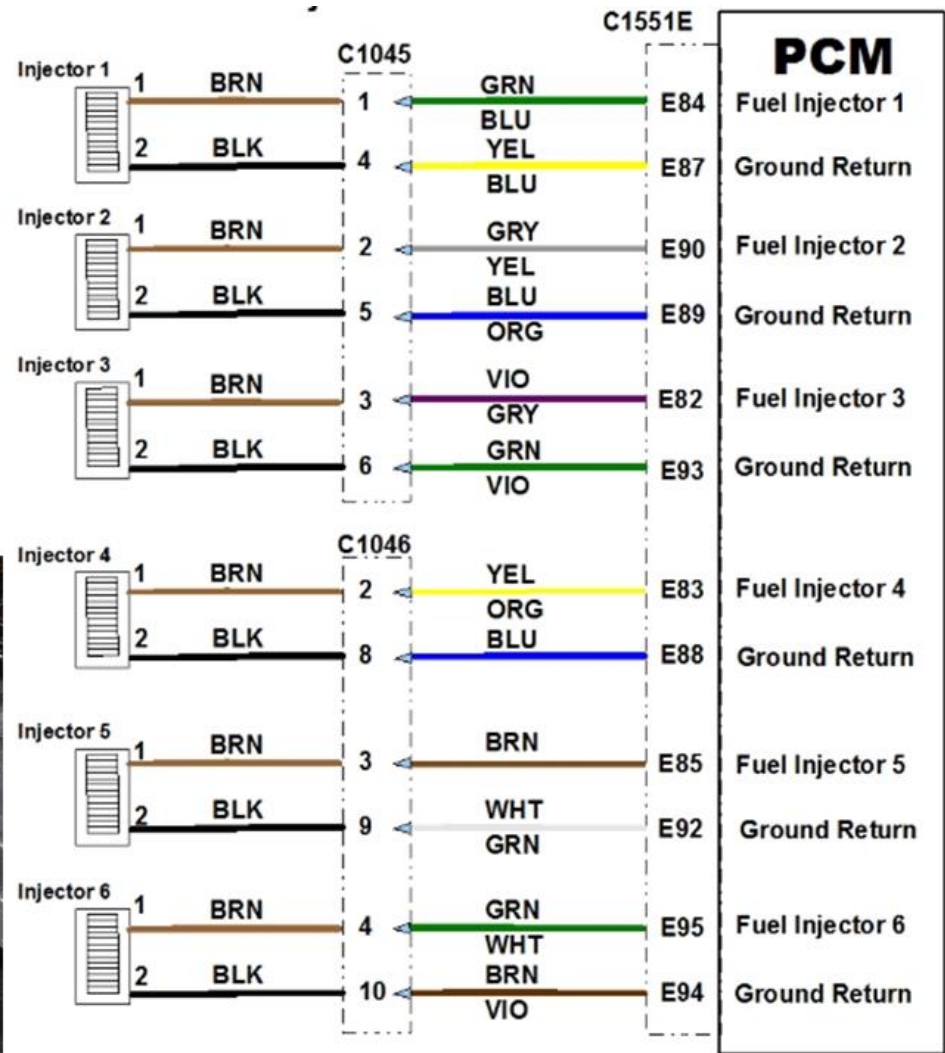 C1551E
PCM
C1045
Injector 1
1 BRN 1 GRN E84 Fuel Injector 1
BLU
2 BLK 4 YEL E87 Ground Return
BLU
Injector 2
1 BRN 2 GRY E90 Fuel Injector 2
YEL
2 BLK 5 BLU E89 Ground Return
ORG
Injector 3
1 BRN 3 VIO E82 Fuel Injector 3
GRY
2 BLK 6 GRN E93 Ground Return
VIO
C1046
Injector 4
1 BRN 2 YEL E83 Fuel Injector 4
ORG
2 BLK 8 BLU E88 Ground Return
Injector 5
1 BRN 3 BRN E85 Fuel Injector 5
2 BLK 9 WHT E92 Ground Return
GRN
Injector 6
1 BRN 4 GRN E95 Fuel Injector 6
WHT
2 BLK 10 BRN E94 Ground Return
VIO